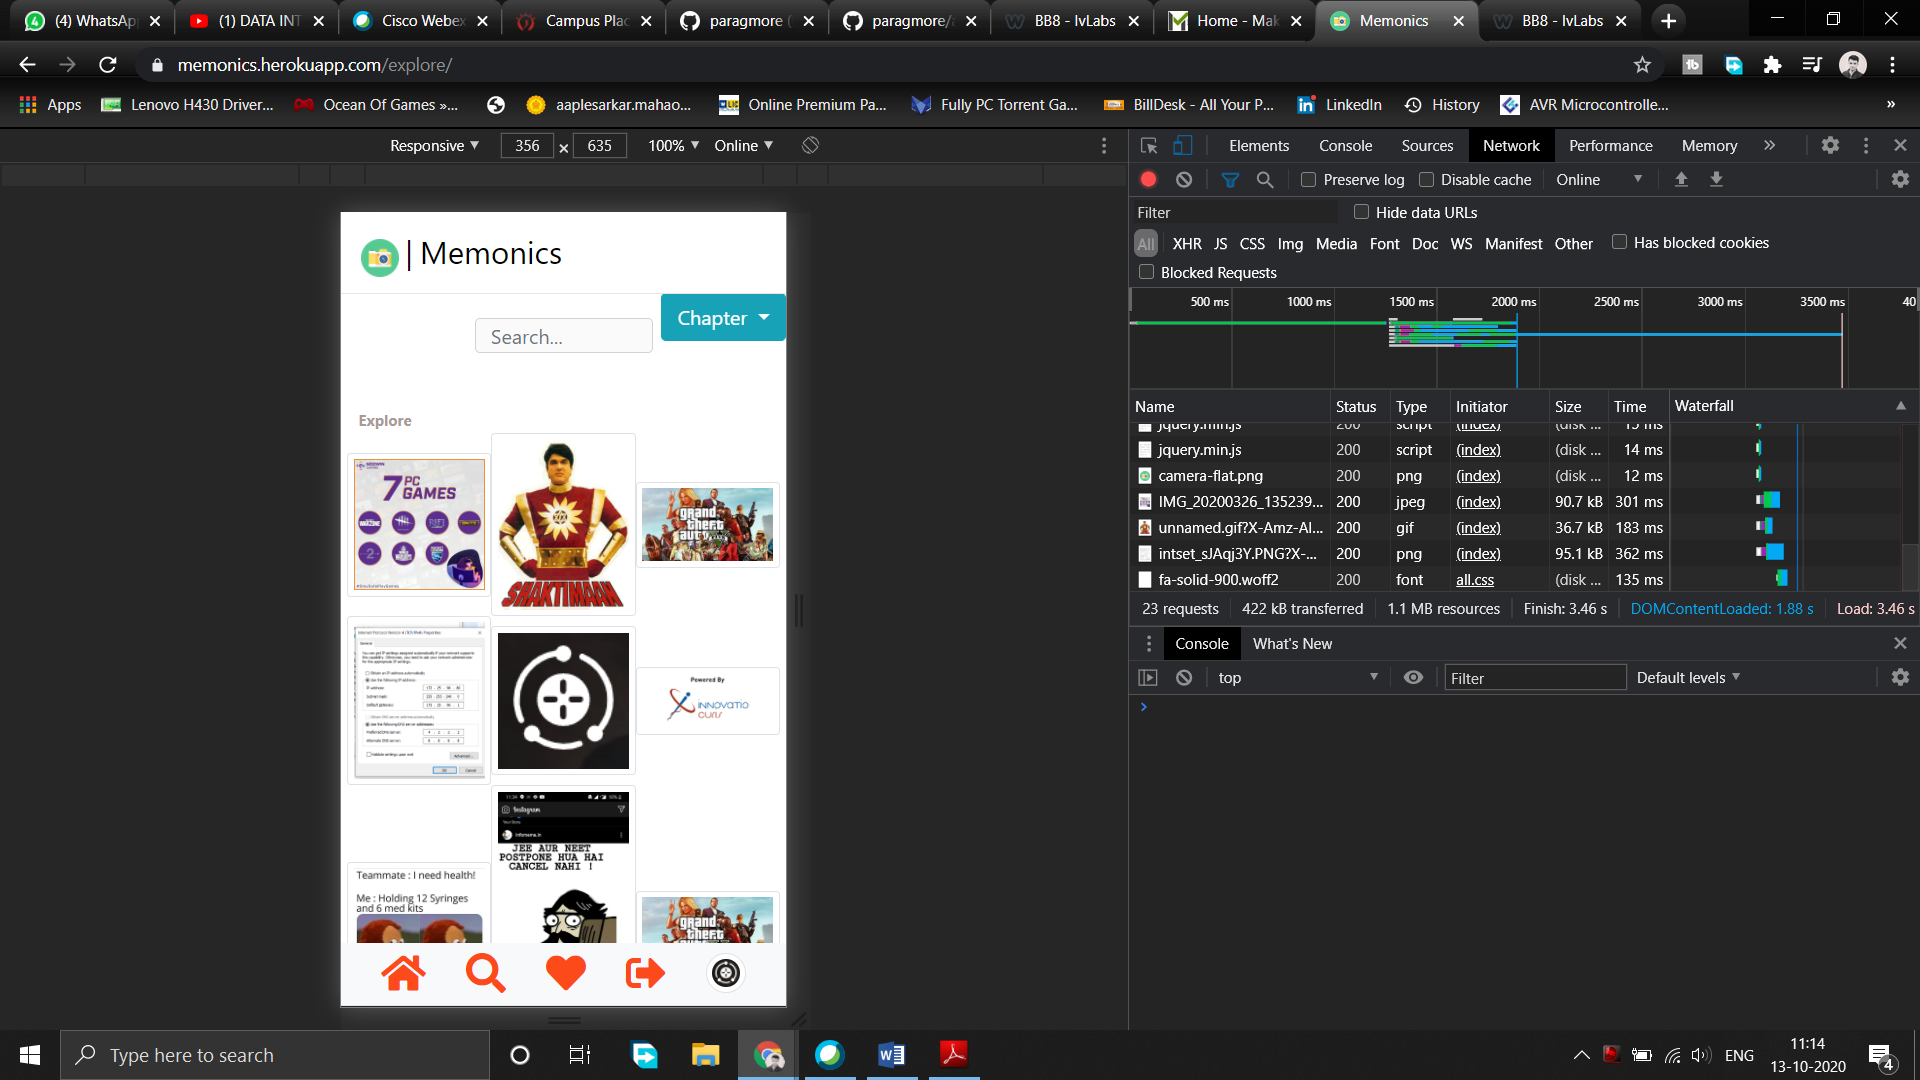 (4) WhatsAp
(1) DATA INT
Cisco Webex
Campus Plac
paragmore (
paragmore/a
BB8 - IvLabs
Home - Mak
Memonics
BB8 - IvLabs
memonics.herokuapp.com/explore/
Apps
Lenovo H430 Driver...
Ocean Of Games »...
aaplesarkar.mahao...
Online Premium Pa...
Fully PC Torrent Ga...
BillDesk - All Your P...
LinkedIn
History
AVR Microcontrolle...
»
Responsive 356 × 635 100% Online
Elements Console Sources Network Performance Memory »
Preserve log Disable cache Online
Filter Hide data URLs
All XHR JS CSS Img Media Font Doc WS Manifest Other Has blocked cookies
Blocked Requests
500 ms 1000 ms 1500 ms 2000 ms 2500 ms 3000 ms 3500 ms 40
Name Status Type Initiator Size Time Waterfall
jquery.min.js 200 script (index) (disk ... 15 ms
jquery.min.js 200 script (index) (disk ... 14 ms
camera-flat.png 200 png (index) (disk ... 12 ms
IMG_20200326_135239... 200 jpeg (index) 90.7 kB 301 ms
unnamed.gif?X-Amz-Al... 200 gif (index) 36.7 kB 183 ms
intset_sJAqj3Y.PNG?X-... 200 png (index) 95.1 kB 362 ms
fa-solid-900.woff2 200 font all.css (disk ... 135 ms
23 requests 422 kB transferred 1.1 MB resources Finish: 3.46 s DOMContentLoaded: 1.88 s Load: 3.46 s
Console What's New
top Filter Default levels
| Memonics
Chapter
Search...
Explore
7 PC GAMES
SHAKTIMAAN
grand theft auto V
Powered By
INNOVATIO CURIS
Instagram
JEE AUR NEET
POSTPONE HUA HAI
CANCEL NAHI !
Teammate : I need health!
Me : Holding 12 Syringes
and 6 med kits
grand theft
Type here to search
ENG
11:14
13-10-2020
4